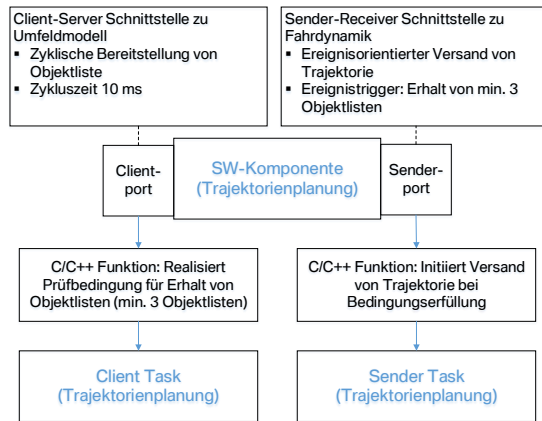 Client-Server Schnittstelle zu
Umfeldmodell
▪ Zyklische Bereitstellung von
Objektliste
▪ Zykluszeit 10 ms
Sender-Receiver Schnittstelle zu
Fahrdynamik
▪ Ereignisorientierter Versand von
Trajektorie
▪ Ereignistrigger: Erhalt von min. 3
Objektlisten
Client-
port
SW-Komponente
(Trajektorienplanung)
Sender-
port
C/C++ Funktion: Realisiert
Prüfbedingung für Erhalt von
Objektlisten (min. 3 Objektlisten)
C/C++ Funktion: Initiiert Versand
von Trajektorie bei
Bedingungserfüllung
Client Task
(Trajektorienplanung)
Sender Task
(Trajektorienplanung)